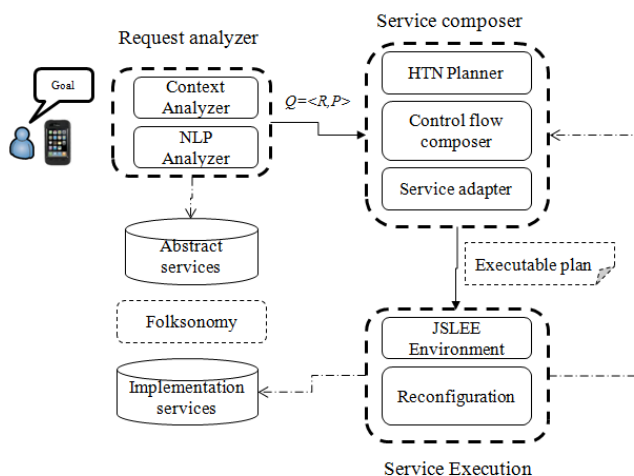 Service composer
Request analyzer
Goal
Context
Analyzer
NLP
Analyzer
Q=<R,P>
HTN Planner
Control flow
composer
Service adapter
Abstract
services
Executable plan
Folksonomy
JSLEE
Environment
Implementation
services
Reconfiguration
Service Execution